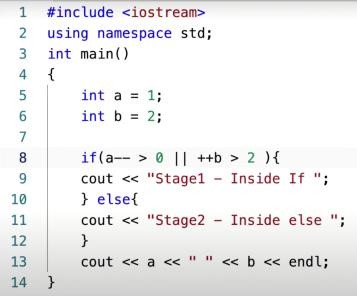 1 #include <iostream>
2 using namespace std;
3 int main()
4 {
5 int a = 1;
6 int b = 2;
7
8 if(a-- > 0 || ++b > 2 ){
9 cout << "Stage1 - Inside If ";
10 } else{
11 cout << "Stage2 - Inside else ";
12 }
13 cout << a << " " << b << endl;
14 }